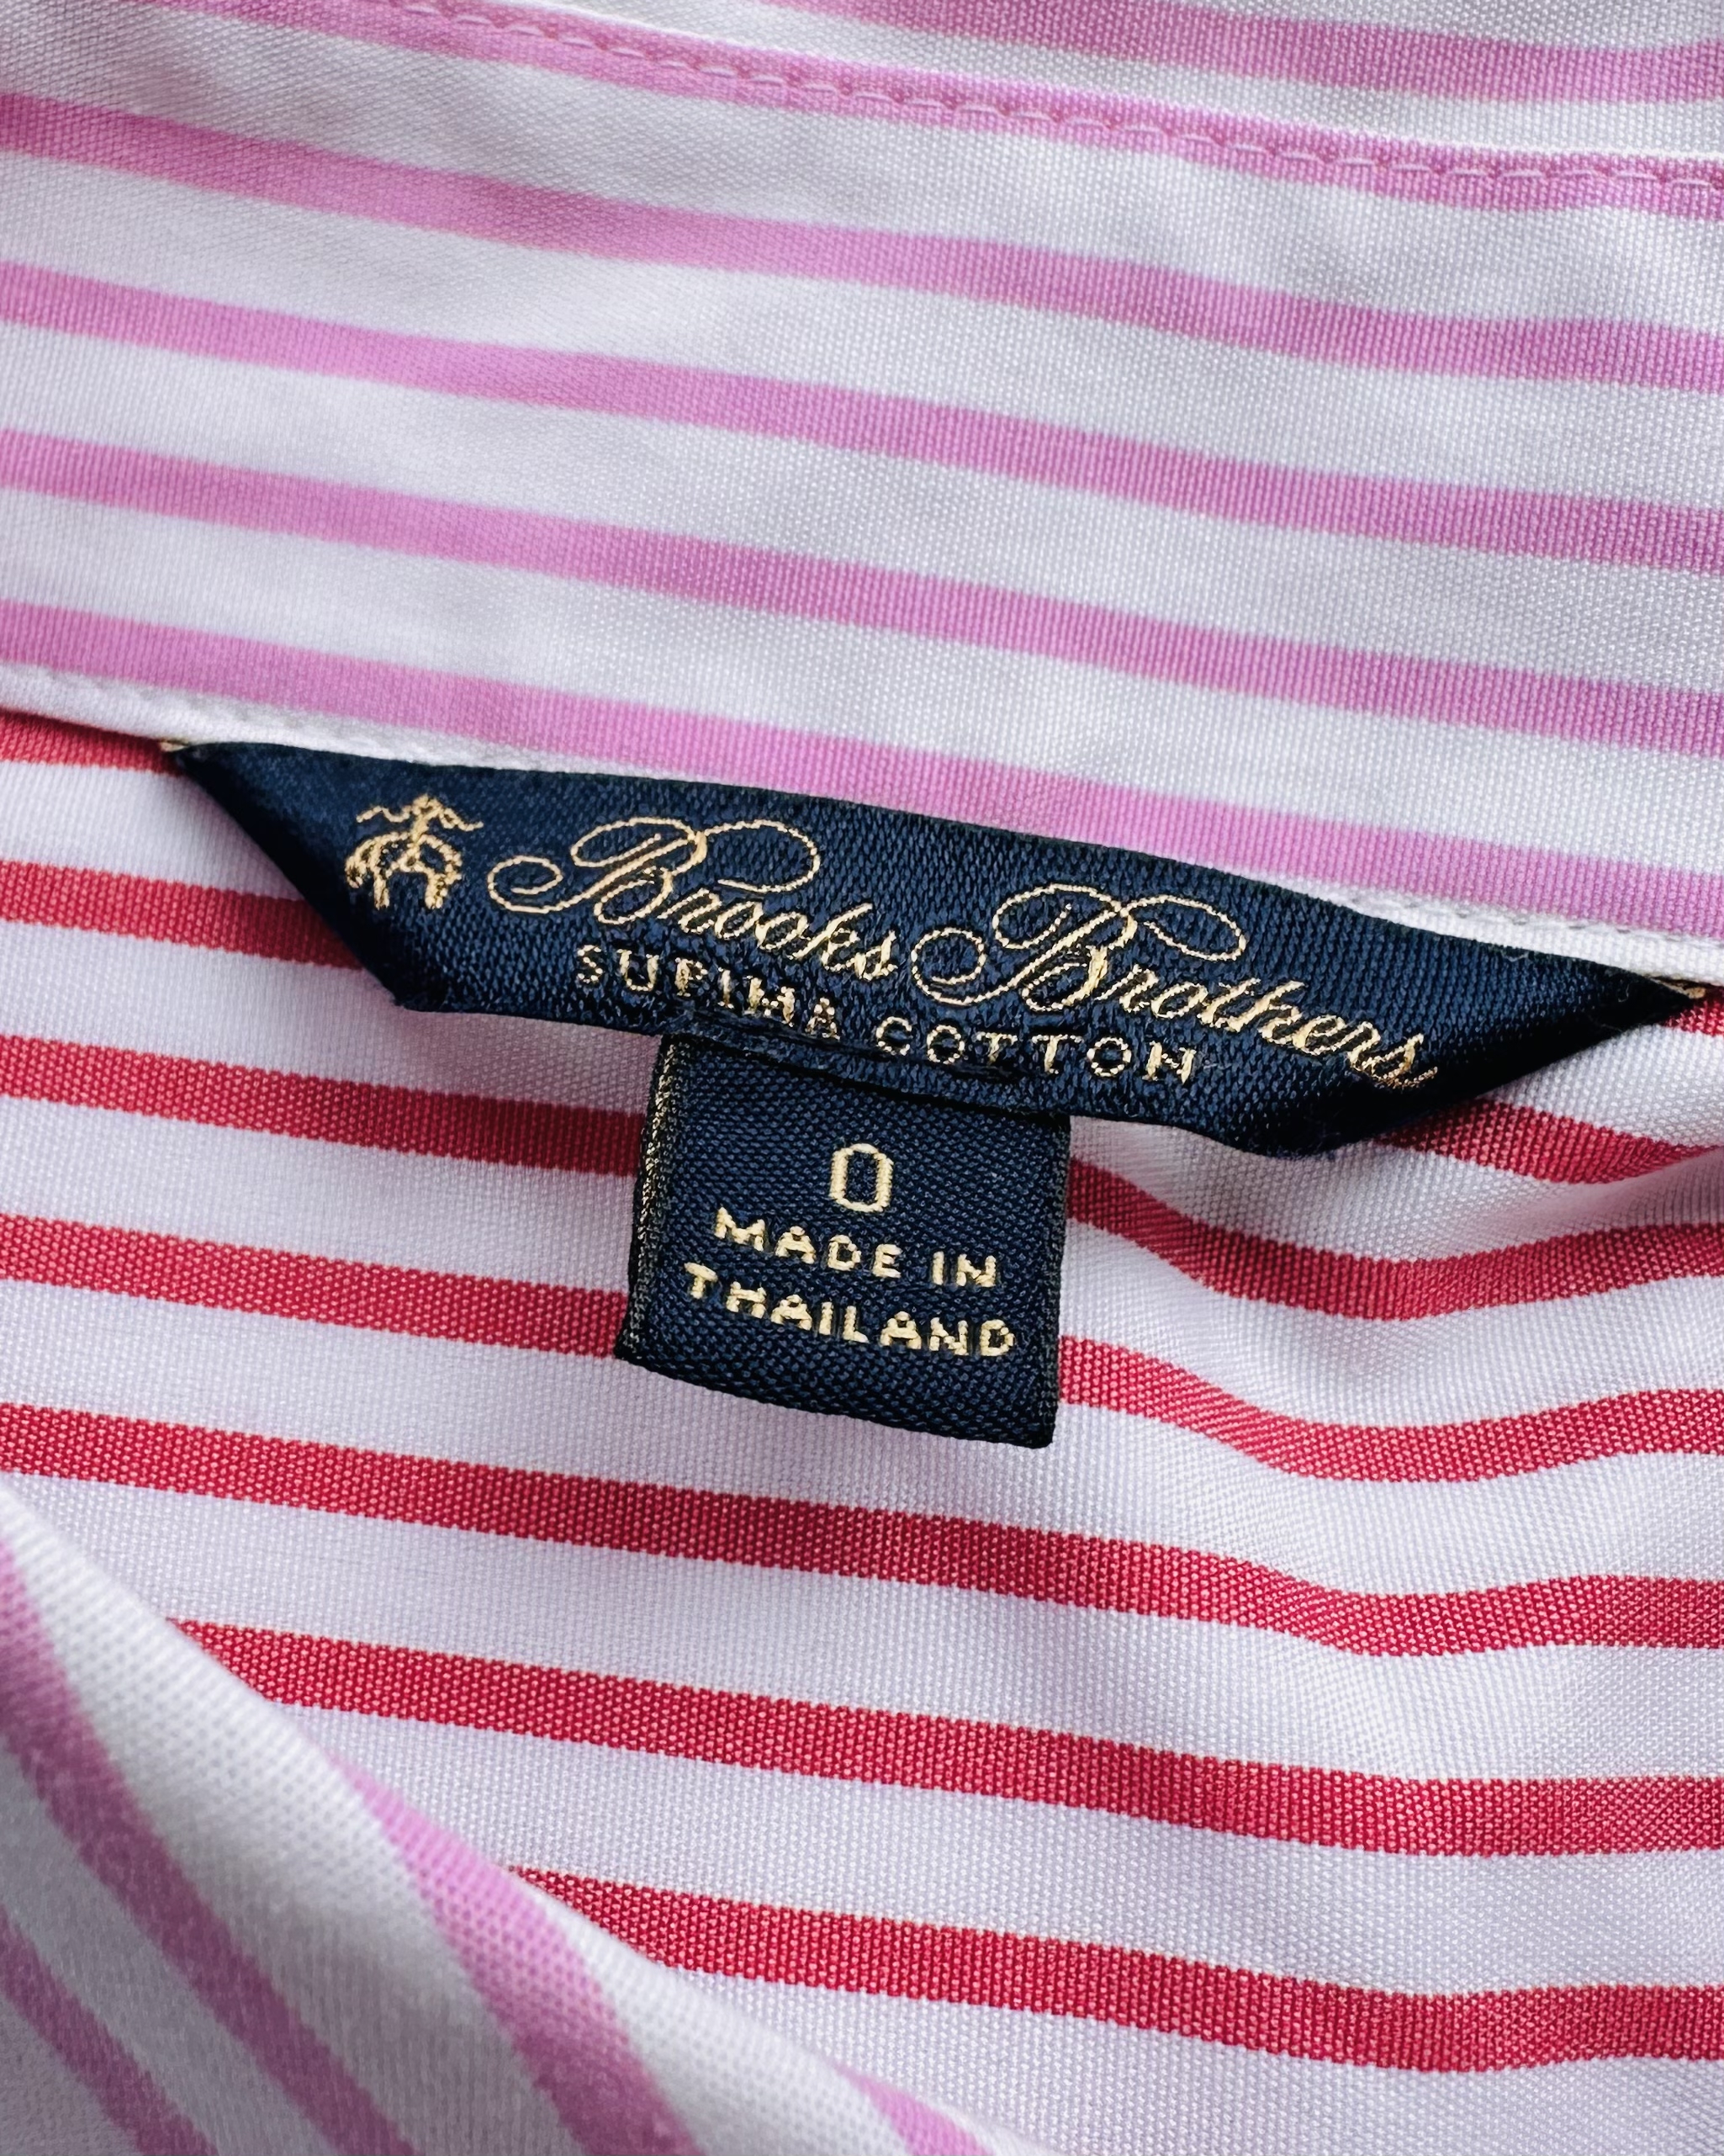 Brooks Brothers
SUPIMA COTTON
0
MADE IN
THAILAND